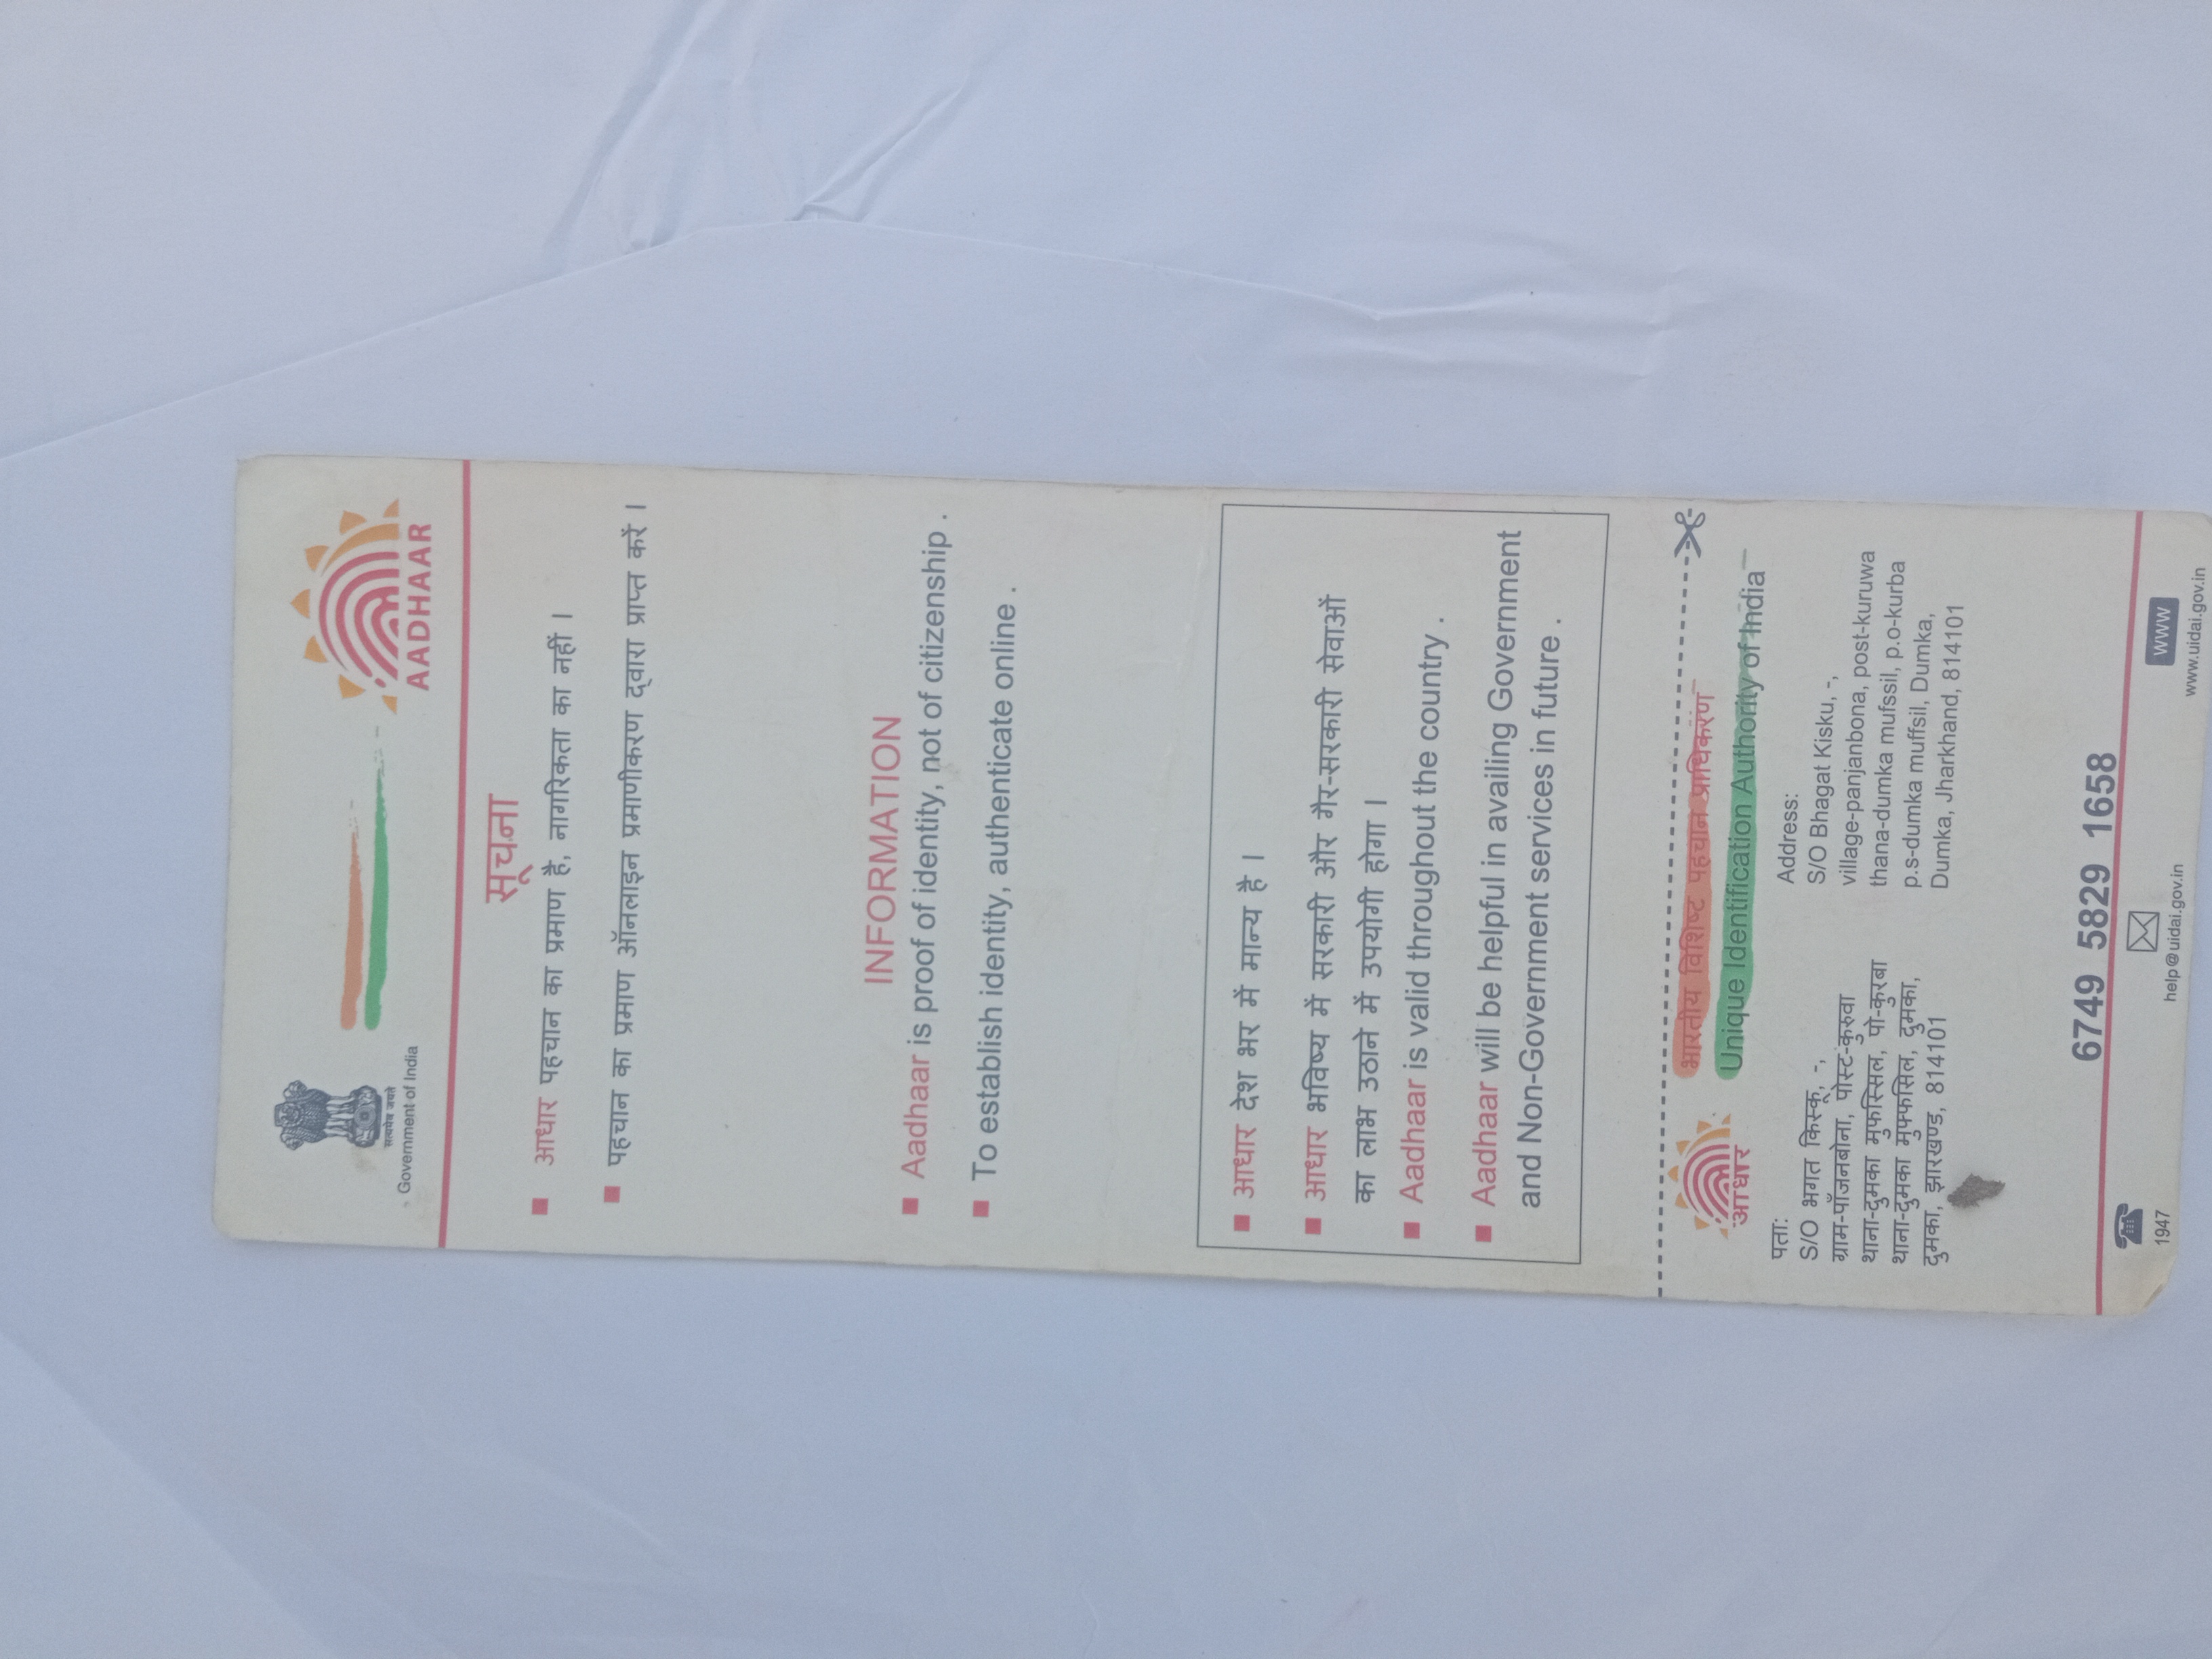 सत्यमेव जयते
Government of India
AADHAAR
सूचना
■ आधार पहचान का प्रमाण है, नागरिकता का नहीं ।
■ पहचान का प्रमाण ऑनलाइन प्रमाणीकरण द्वारा प्राप्त करें ।
INFORMATION
■ Aadhaar is proof of identity, not of citizenship .
■ To establish identity, authenticate online .
■ आधार देश भर में मान्य है ।
■ आधार भविष्य में सरकारी और गैर-सरकारी सेवाओं
का लाभ उठाने में उपयोगी होगा ।
■ Aadhaar is valid throughout the country .
■ Aadhaar will be helpful in availing Government
and Non-Government services in future .
आधार
भारतीय विशिष्ट पहचान प्राधिकरण
Unique Identification Authority of India
पता:
S/O भगत किस्कू, -,
ग्राम-पॉजनबोना, पोस्ट-कुरुवा
थाना-दुमका मुफस्सिल, पो-कुरबा
थाना-दुमका मुफ्फसिल, दुमका,
दुमका, झारखण्ड, 814101
Address:
S/O Bhagat Kisku, -,
village-panjanbona, post-kuruwa
thana-dumka mufssil, p.o-kurba
p.s-dumka muffsil, Dumka,
Dumka, Jharkhand, 814101
6749 5829 1658
1947
help@uidai.gov.in
www
www.uidai.gov.in